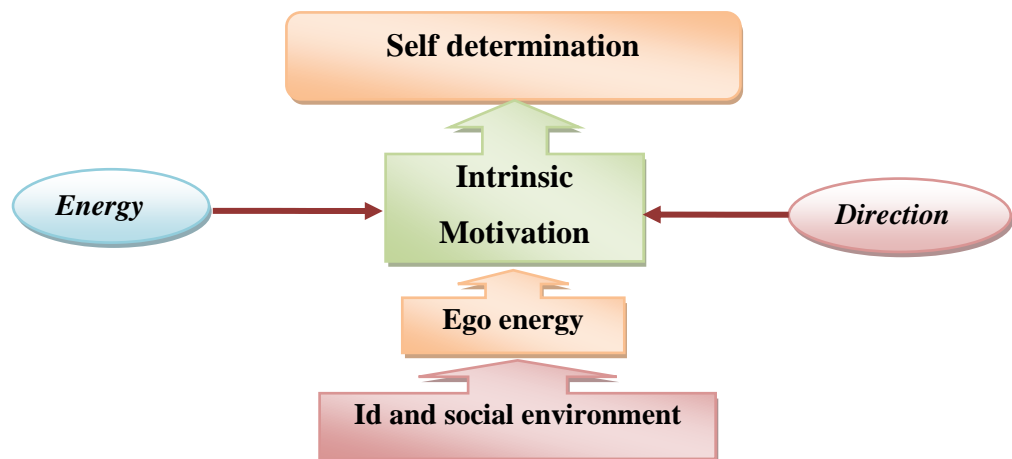 Self determination
Intrinsic
Motivation
Energy
Direction
Ego energy
Id and social environment